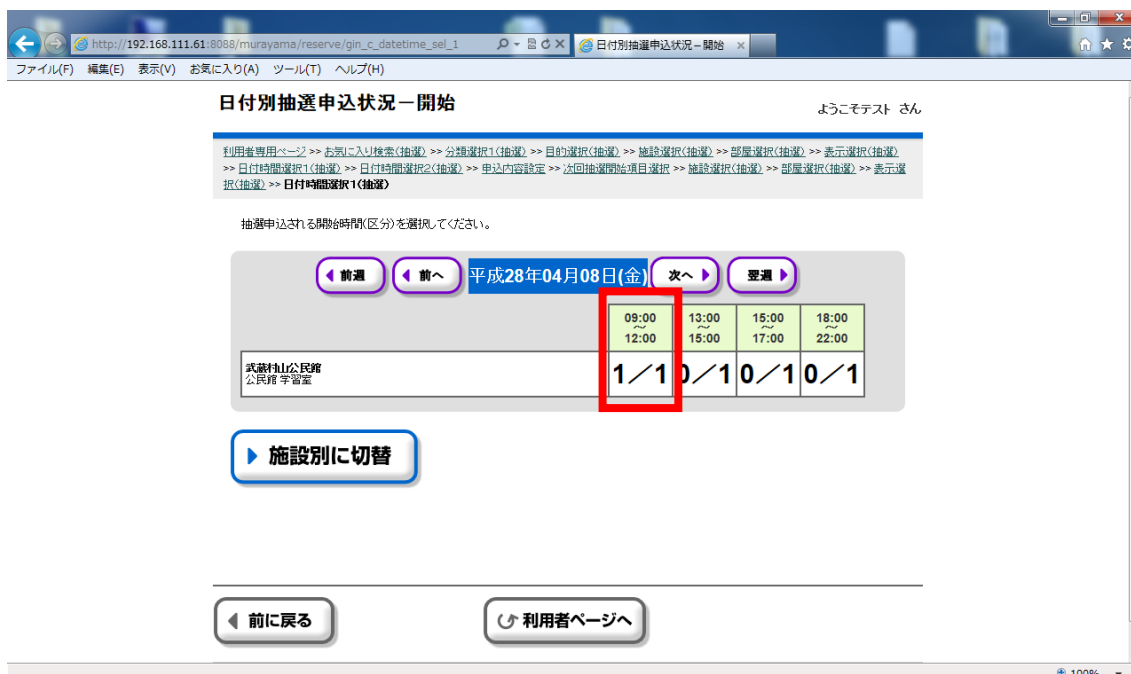 http://192.168.111.61:8088/murayama/reserve/gin_c_datetime_sel_1
日付別抽選申込状況 – 開始
ファイル(F) 編集(E) 表示(V) お気に入り(A) ツール(T) ヘルプ(H)
日付別抽選申込状況－開始
ようこそテスト さん
利用者専用ページ >> お気に入り検索(抽選) >> 分類選択1(抽選) >> 目的選択(抽選) >> 施設選択(抽選) >> 部屋選択(抽選) >> 表示選択(抽選)
>> 日付時間選択1(抽選) >> 日付時間選択2(抽選) >> 申込内容設定 >> 次回抽選開始項目選択 >> 施設選択(抽選) >> 部屋選択(抽選) >> 表示選
択(抽選) >> 日付時間選択1(抽選)
抽選申込される開始時間(区分)を選択してください。
前週 前へ 平成28年04月08日(金) 次へ 翌週
09:00 13:00 15:00 18:00
～ ～ ～ ～
12:00 15:00 17:00 22:00
武蔵村山公民館
公民館 学習室
1／1 0／1 0／1 0／1
施設別に切替
前に戻る 利用者ページへ
100%